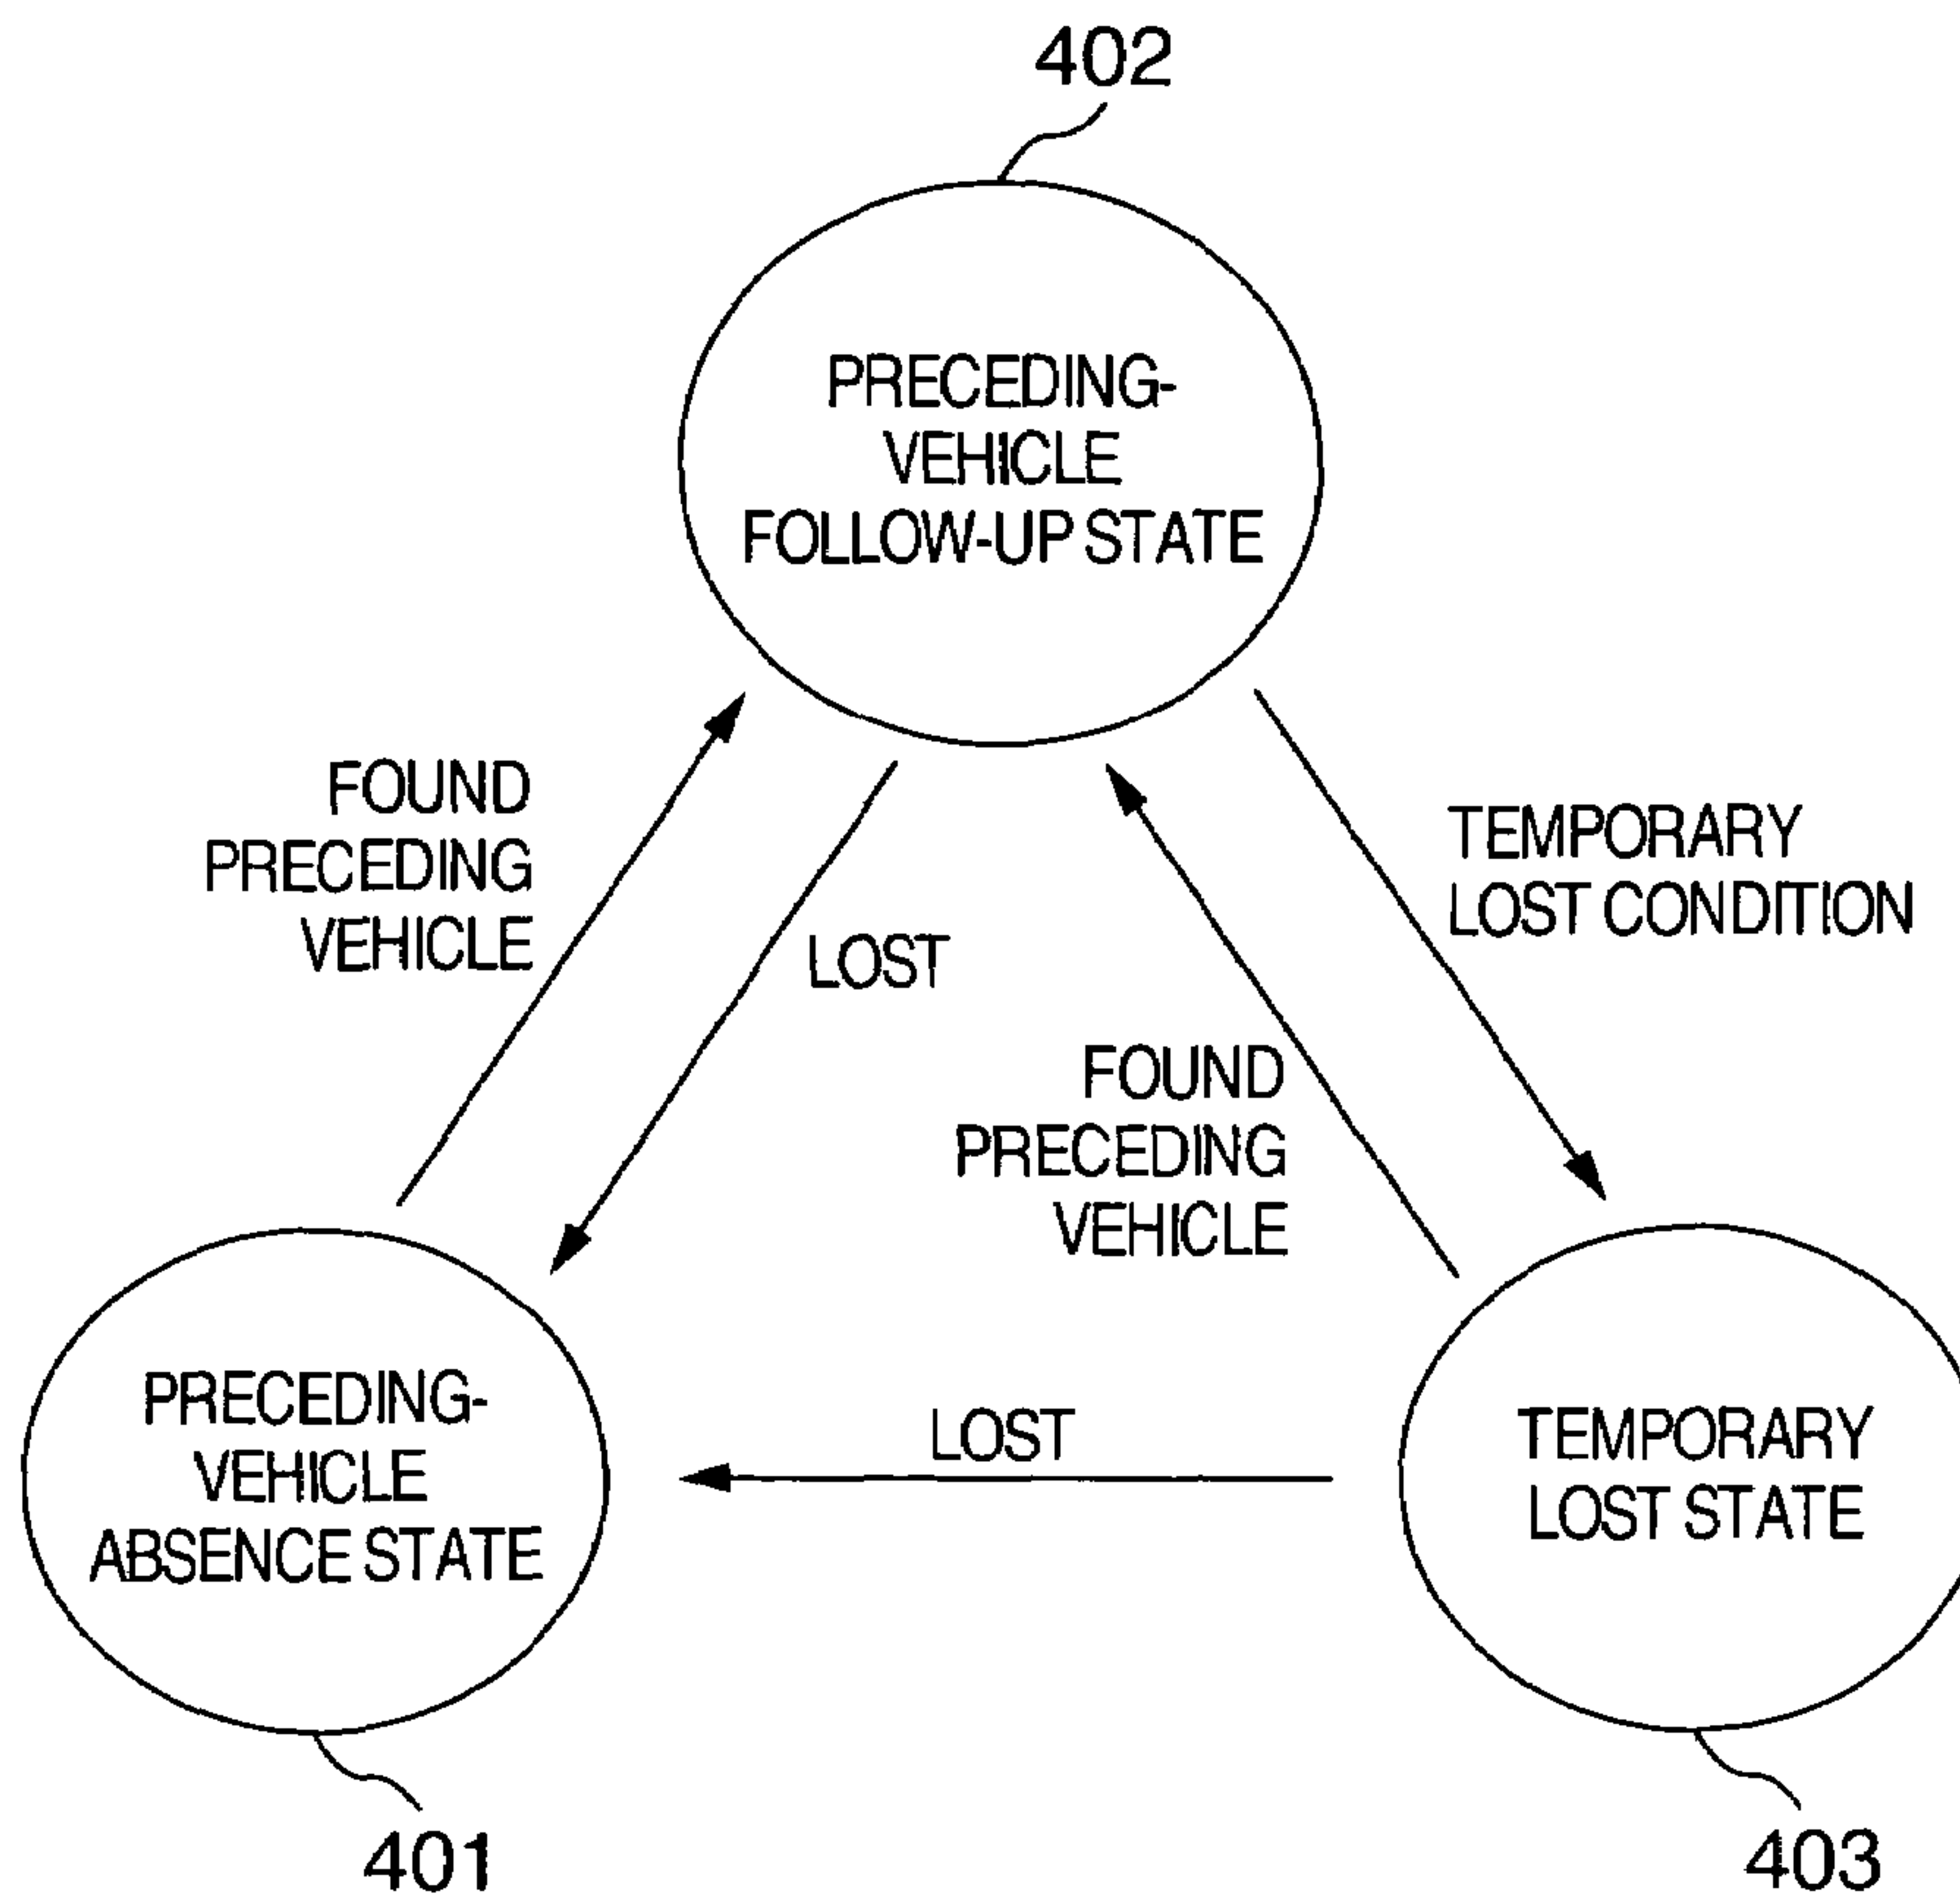 402
PRECEDING-
VEHICLE
FOLLOW-UP STATE
FOUND
PRECEDING
VEHICLE
LOST
TEMPORARY
LOST CONDITION
FOUND
PRECEDING
VEHICLE
PRECEDING-
VEHICLE
ABSENCE STATE
LOST
TEMPORARY
LOST STATE
401
403